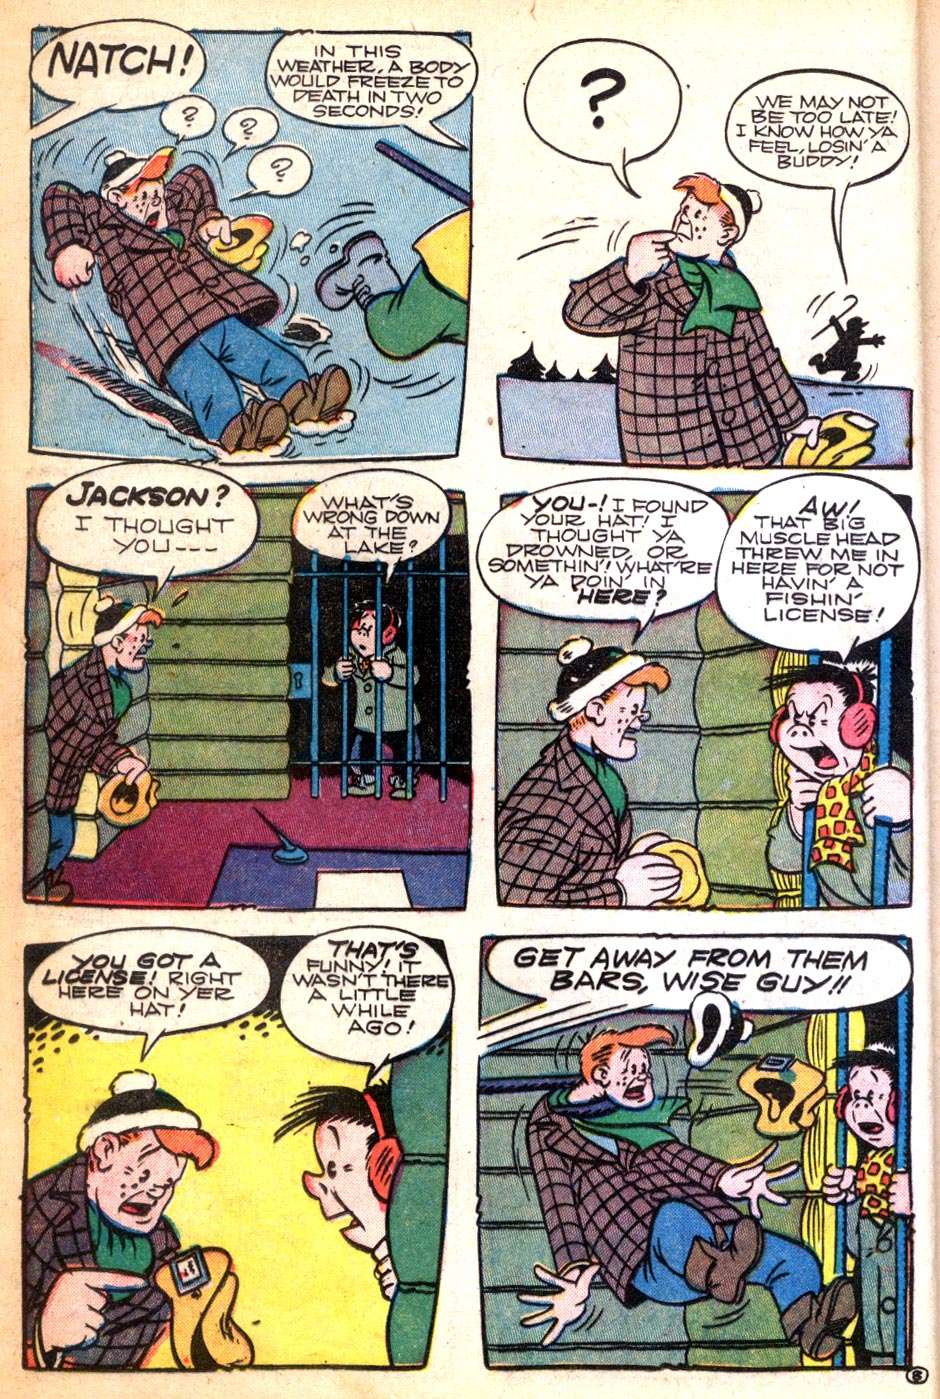 NATCH!
IN THIS
WEATHER, A BODY
WOULD FREEZE TO
DEATH IN TWO
SECONDS!
?
?
?
?
WE MAY NOT
BE TOO LATE!
I KNOW HOW YA
FEEL, LOSIN' A
BUDDY!
JACKSON?
I THOUGHT
YOU---
WHAT'S
WRONG DOWN
AT THE
LAKE?
YOU-! I FOUND
YOUR HAT! I
THOUGHT YA
DROWNED, OR
SOMETHIN'! WHAT'RE
YA DOIN' IN
HERE?
AW!
THAT BIG
MUSCLE HEAD
THREW ME IN
HERE FOR NOT
HAVIN' A
FISHIN'
LICENSE!
YOU GOT A
LICENSE! RIGHT
HERE ON YER
HAT!
THAT'S
FUNNY! IT
WASN'T THERE
A LITTLE
WHILE
AGO!
GET AWAY FROM THEM
BARS, WISE GUY!!
8